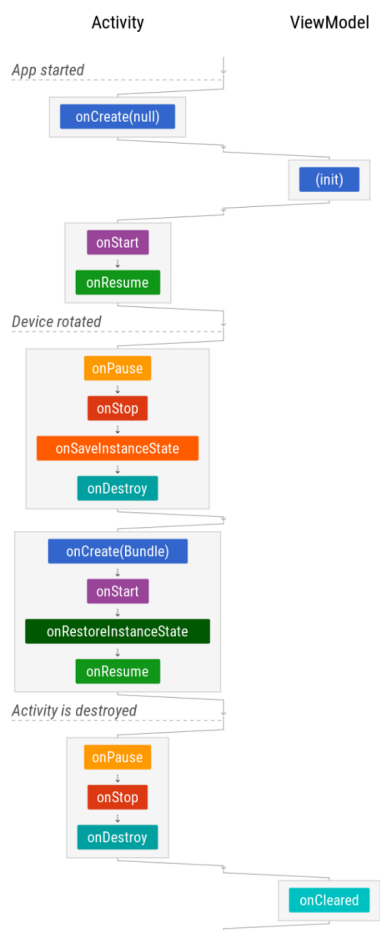 Activity ViewModel
App started
onCreate(null)
(init)
onStart
onResume
Device rotated
onPause
onStop
onSaveInstanceState
onDestroy
onCreate(Bundle)
onStart
onRestoreInstanceState
onResume
Activity is destroyed
onPause
onStop
onDestroy
onCleared